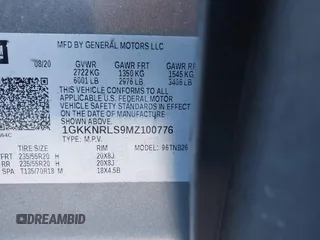 MFD BY GENERAL MOTORS LLC
08/20 GVWR GAWR FRT GAWR RR
2722 KG 1350 KG 1545 KG
6001 LB 2976 LB 3406 LB
THIS VEHICLE CONFORMS TO ALL APPLICABLE
U.S. FEDERAL MOTOR VEHICLE SAFETY
STANDARDS IN EFFECT ON THE DATE OF MANUFACTURE
SHOWN ABOVE.
1GKKNRLS9MZ100776
TYPE: M.P.V. MODEL: 96TNB26
RIM
FRT 235/55R20 H 20X8J
RR 235/55R20 H 20X8J
SPA T135/70R18 M 18X4.5B
autobidmaster